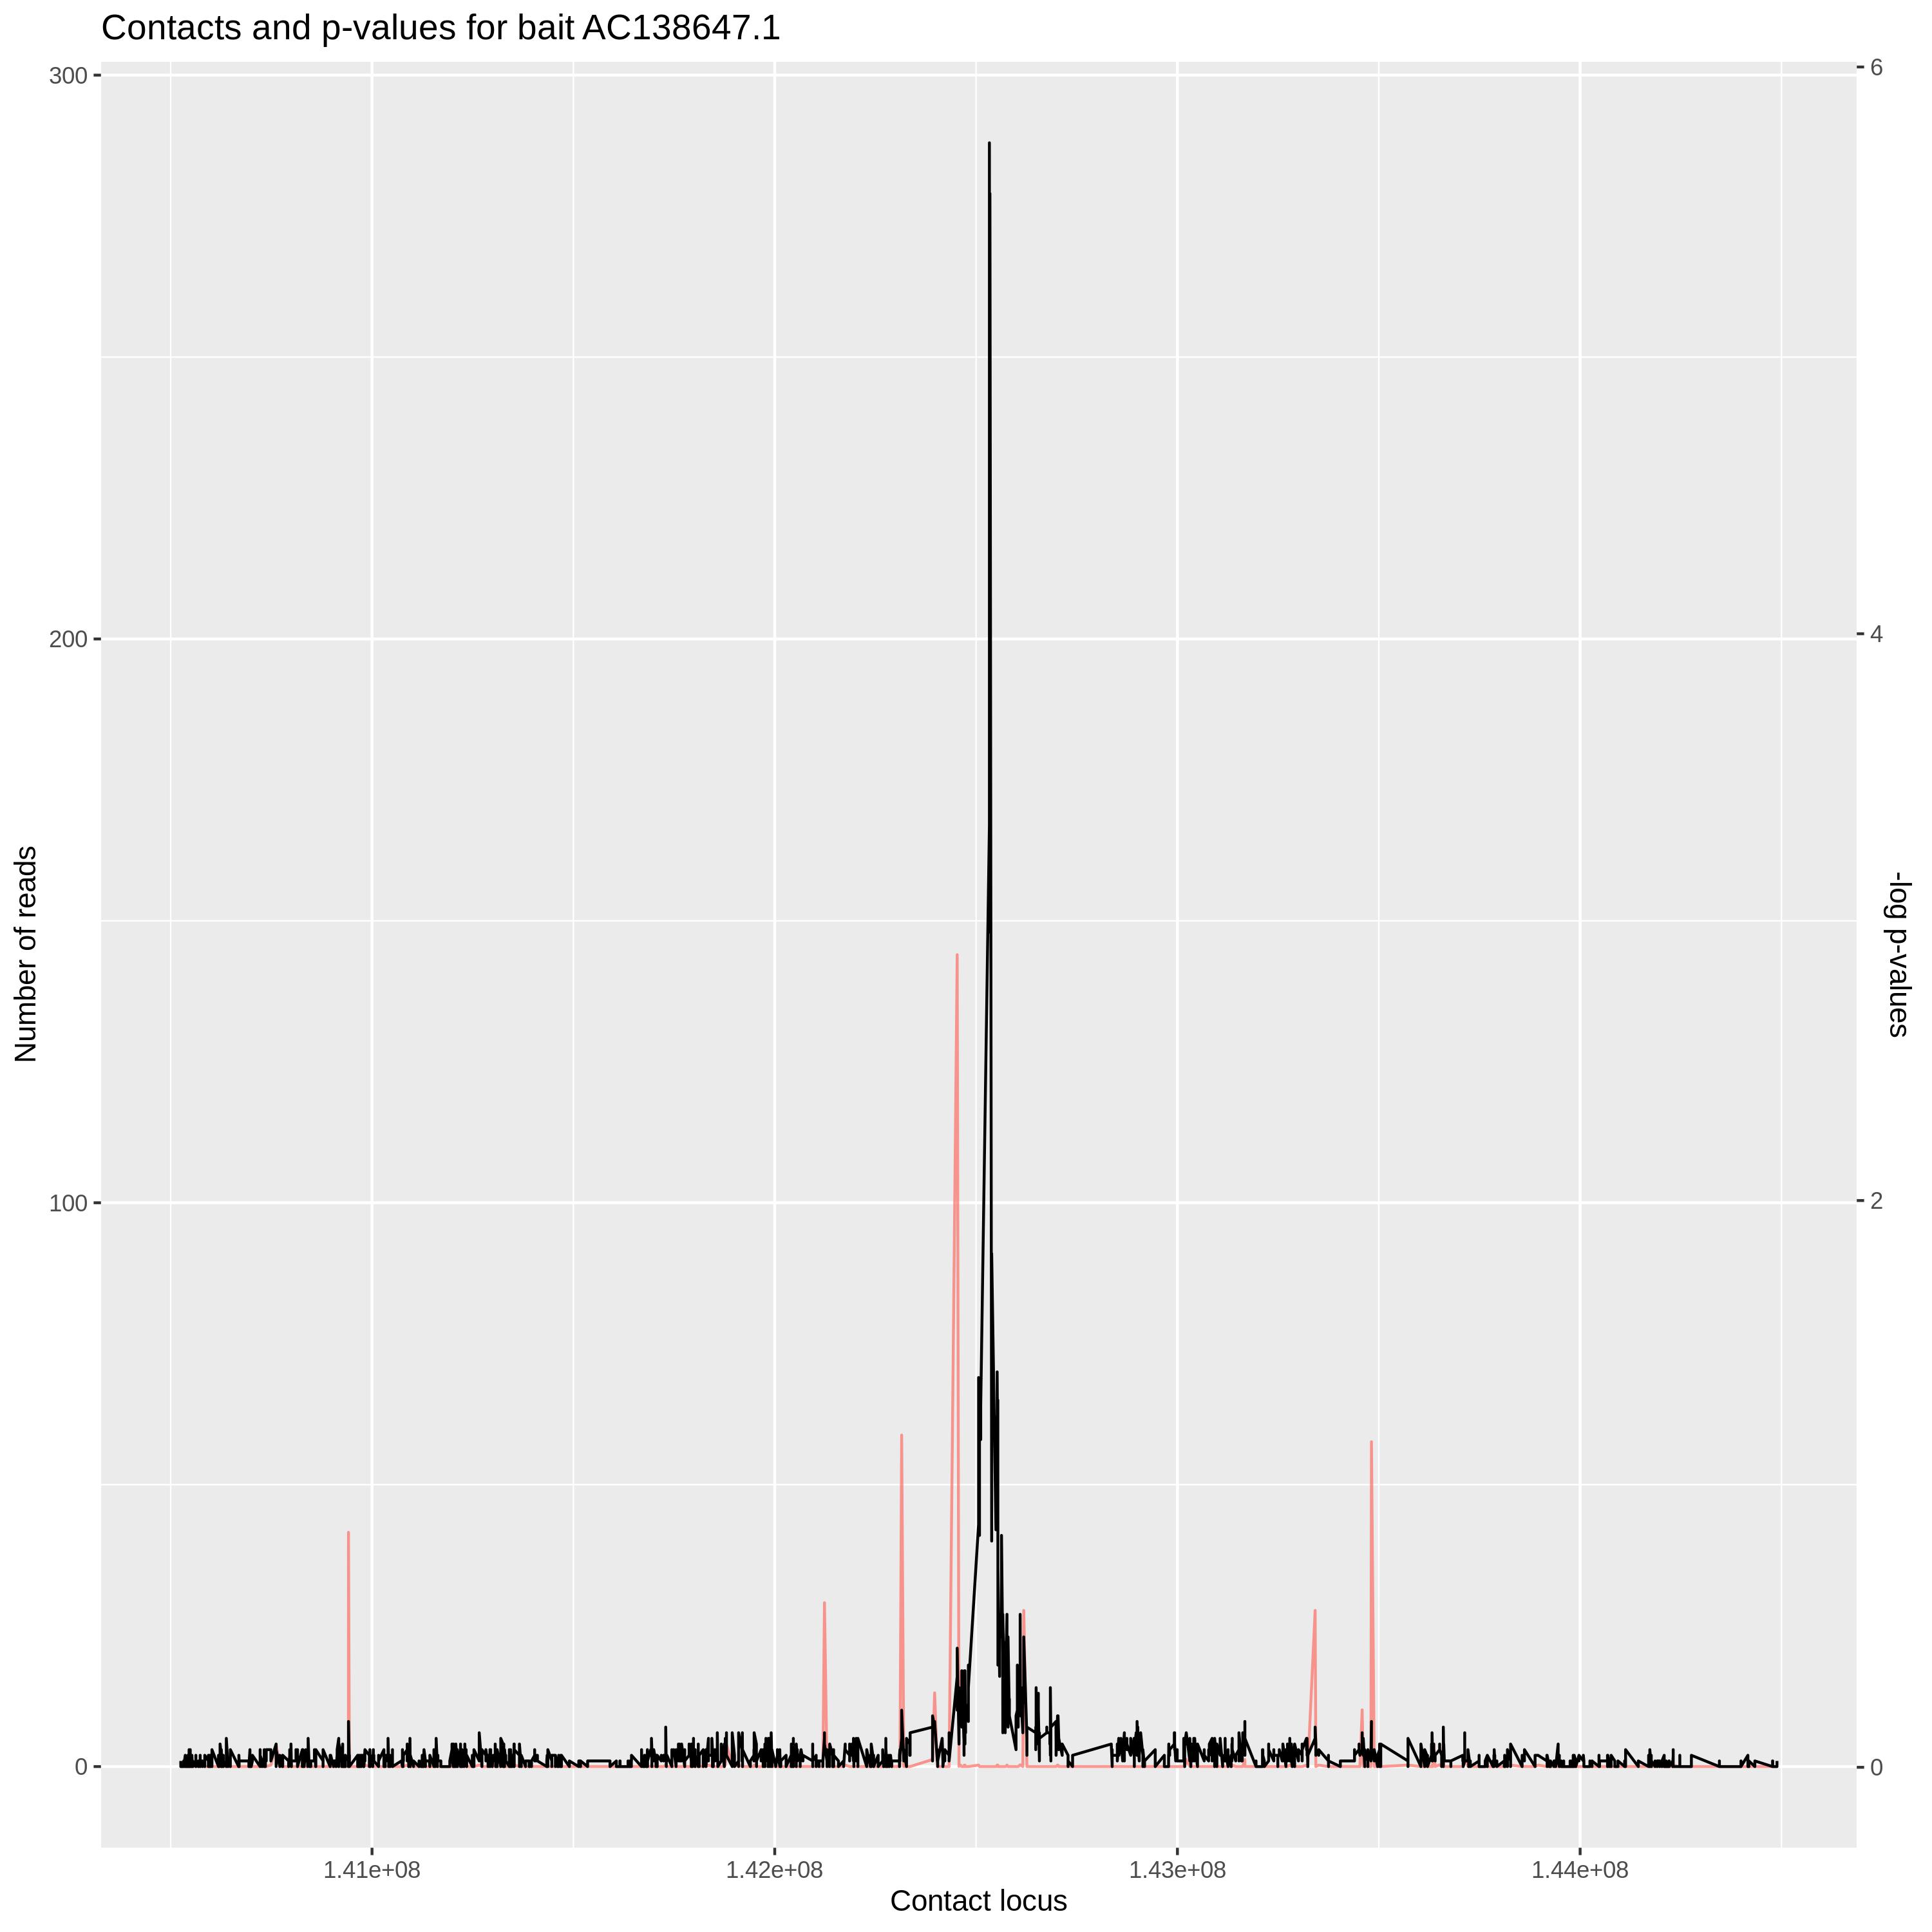 Contacts and p-values for bait AC138647.1
300
200
100
0
6
4
2
0
Number of reads
-log p-values
1.41e+08
1.42e+08
1.43e+08
1.44e+08
Contact locus